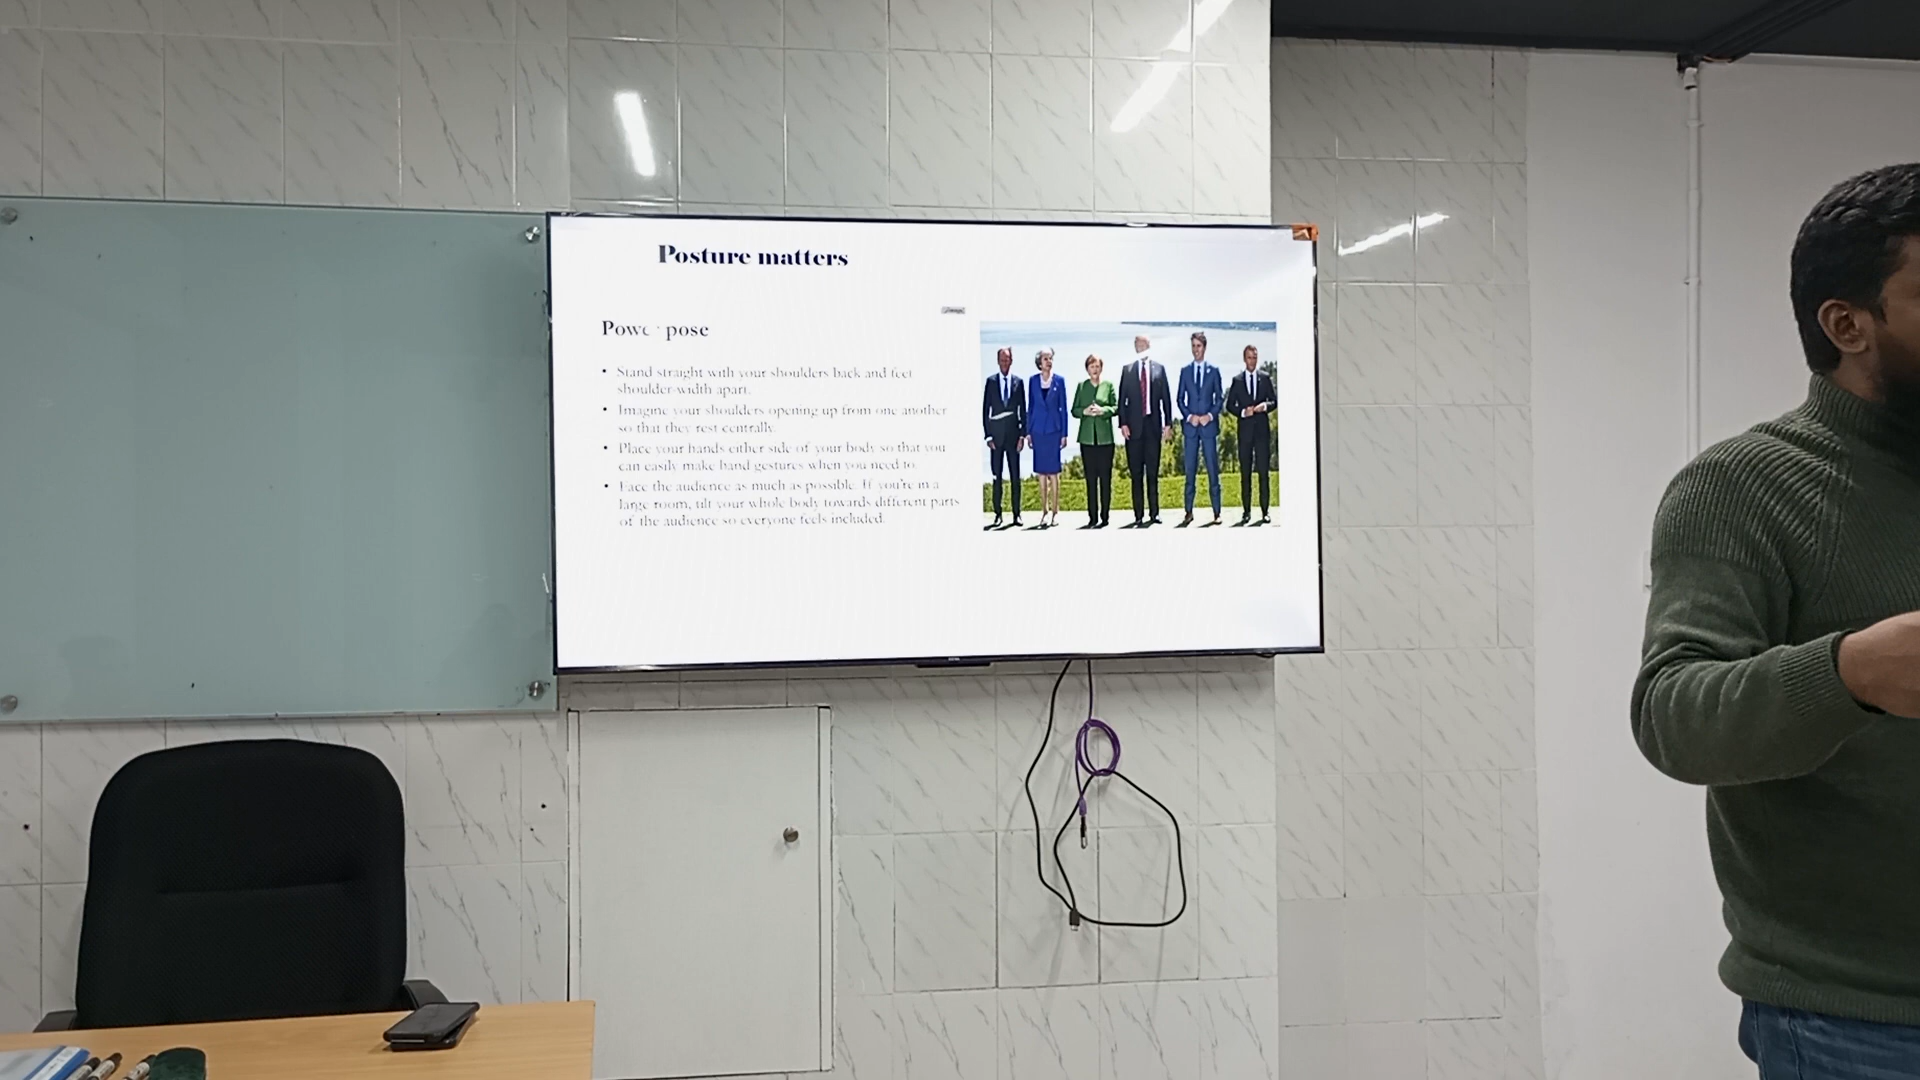 Posture matters
Power pose
• Stand straight with your shoulders back and feet
shoulder-width apart.
• Imagine your shoulders opening up from one another
so that they rest centrally.
• Place your hands either side of your body so that you
can easily make hand gestures when you need to.
• Face the audience as much as possible. If you're in a
large room, tilt your whole body towards different parts
of the audience so everyone feels included.